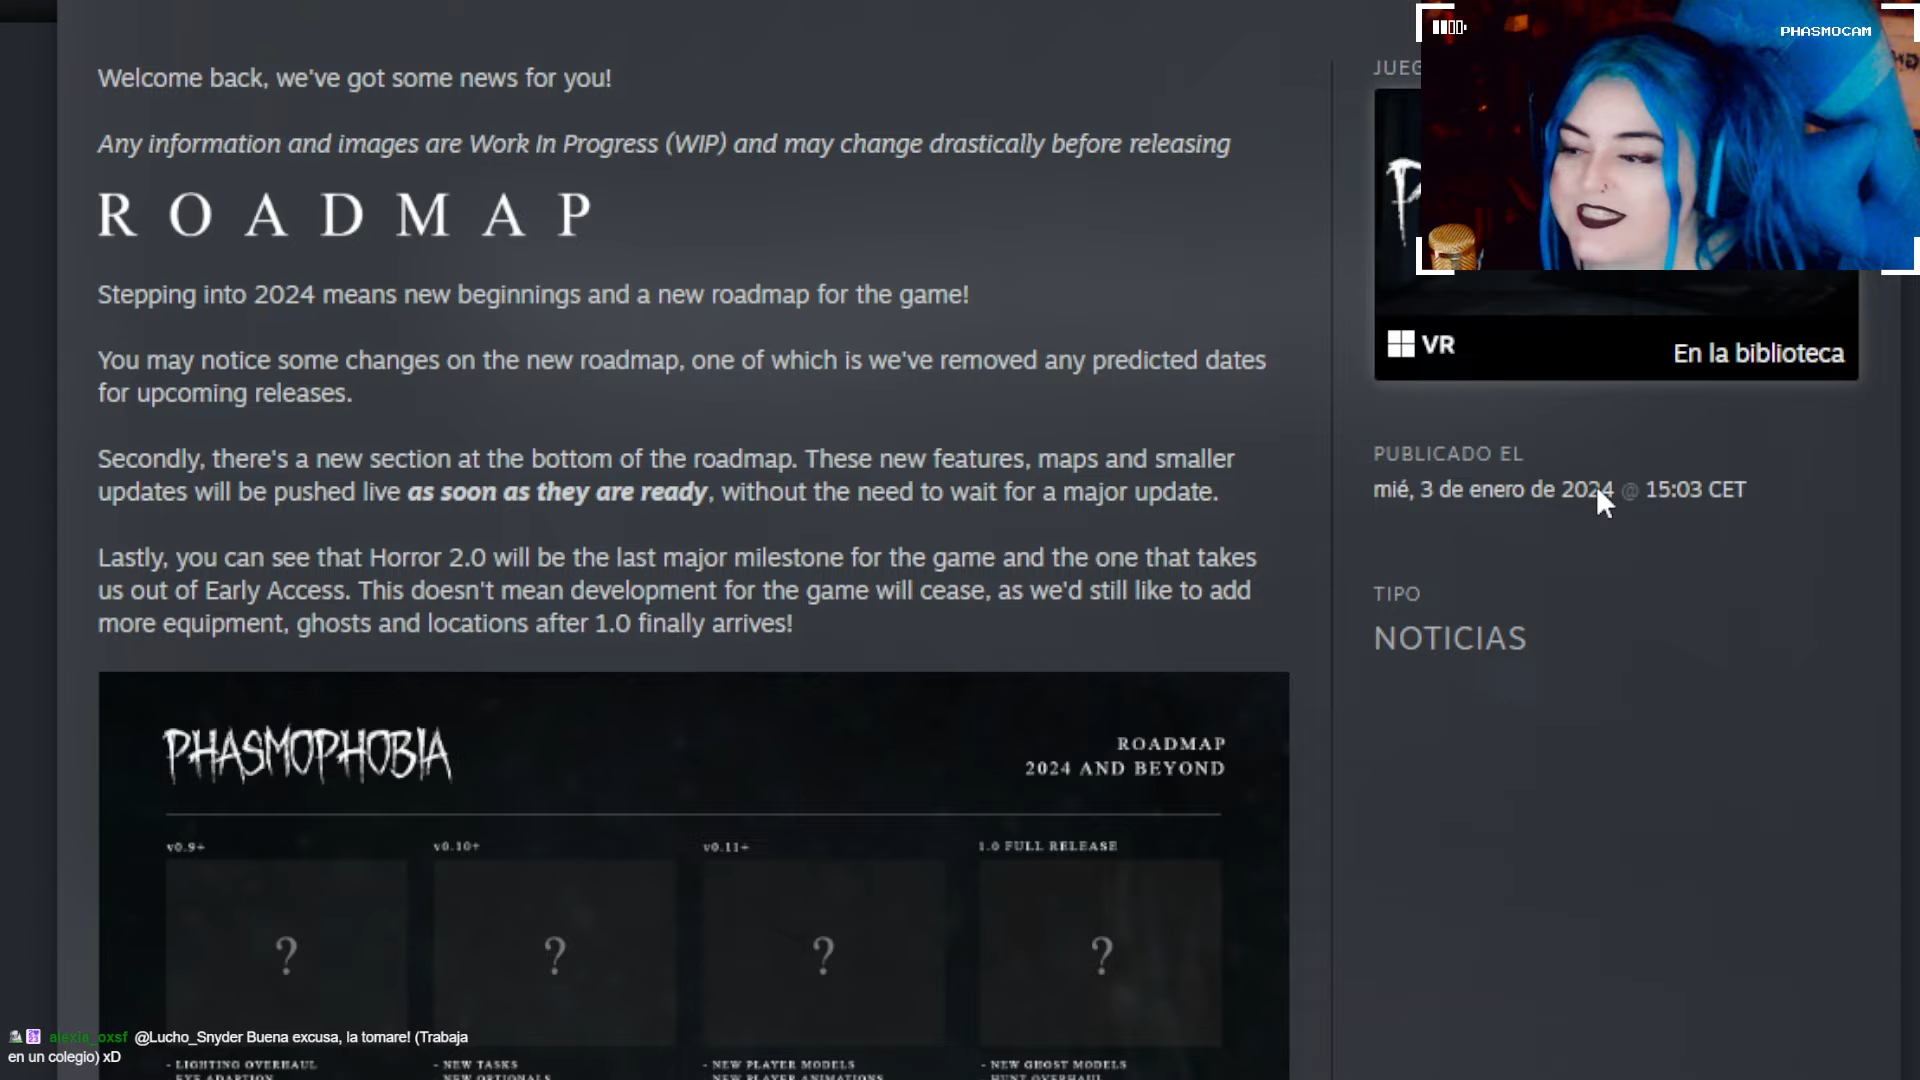 Welcome back, we've got some news for you!
Any information and images are Work In Progress (WIP) and may change drastically before releasing
ROADMAP
Stepping into 2024 means new beginnings and a new roadmap for the game!
You may notice some changes on the new roadmap, one of which is we've removed any predicted dates
for upcoming releases.
Secondly, there's a new section at the bottom of the roadmap. These new features, maps and smaller
updates will be pushed live as soon as they are ready, without the need to wait for a major update.
Lastly, you can see that Horror 2.0 will be the last major milestone for the game and the one that takes
us out of Early Access. This doesn't mean development for the game will cease, as we'd still like to add
more equipment, ghosts and locations after 1.0 finally arrives!
PHASMOPHOBIA
ROADMAP
2024 AND BEYOND
v0.9+
v0.10+
v0.11+
1.0 FULL RELEASE
?
?
?
?
- LIGHTING OVERHAUL
EYE ADAPTION
- NEW TASKS
NEW OPTIONALS
- NEW PLAYER MODELS
NEW PLAYER ANIMATIONS
- NEW GHOST MODELS
HUNT OVERHAUL
alexia_oxsf @Lucho_Snyder Buena excusa, la tomare! (Trabaja
en un colegio) xD
PHASMOCAM
JUEG
VR
En la biblioteca
PUBLICADO EL
mié, 3 de enero de 2024 @ 15:03 CET
TIPO
NOTICIAS